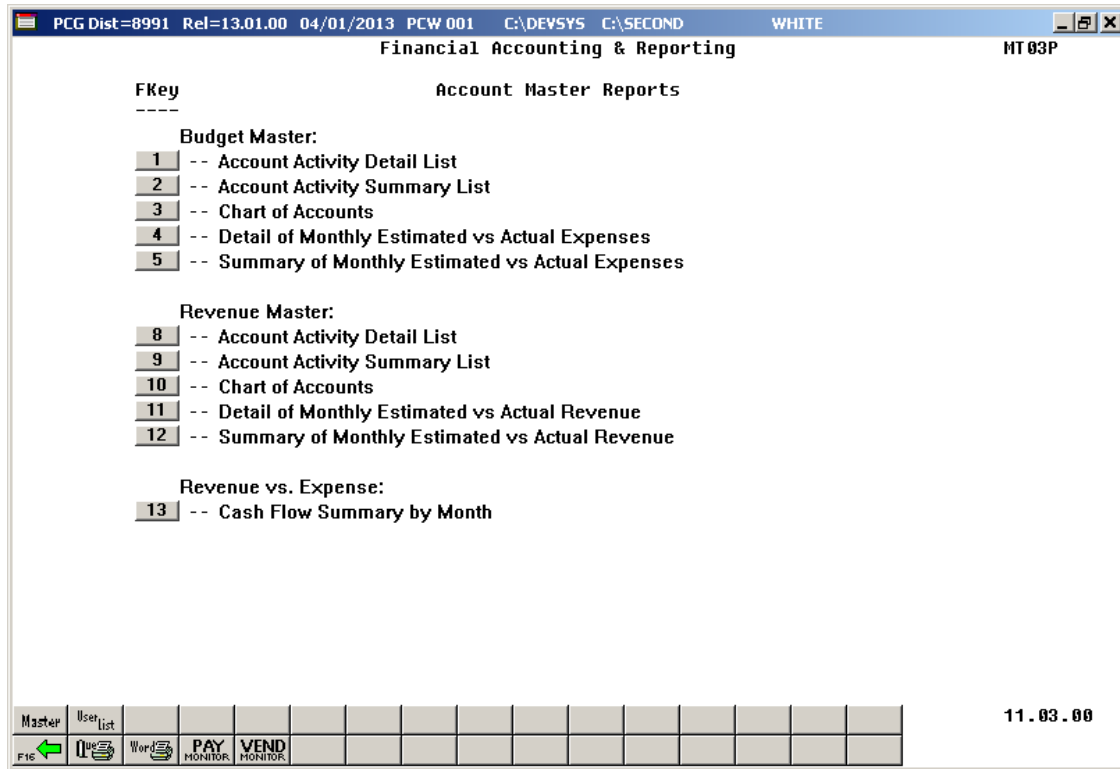 PCG Dist=8991 Rel=13.01.00 04/01/2013 PCW 001 C:\DEVSYS C:\SECOND WHITE
Financial Accounting & Reporting MT03P
FKey Account Master Reports
----
Budget Master:
1 -- Account Activity Detail List
2 -- Account Activity Summary List
3 -- Chart of Accounts
4 -- Detail of Monthly Estimated vs Actual Expenses
5 -- Summary of Monthly Estimated vs Actual Expenses
Revenue Master:
8 -- Account Activity Detail List
9 -- Account Activity Summary List
10 -- Chart of Accounts
11 -- Detail of Monthly Estimated vs Actual Revenue
12 -- Summary of Monthly Estimated vs Actual Revenue
Revenue vs. Expense:
13 -- Cash Flow Summary by Month
Master User List 11.03.00
F16 Que Word PAY MONITOR VEND MONITOR